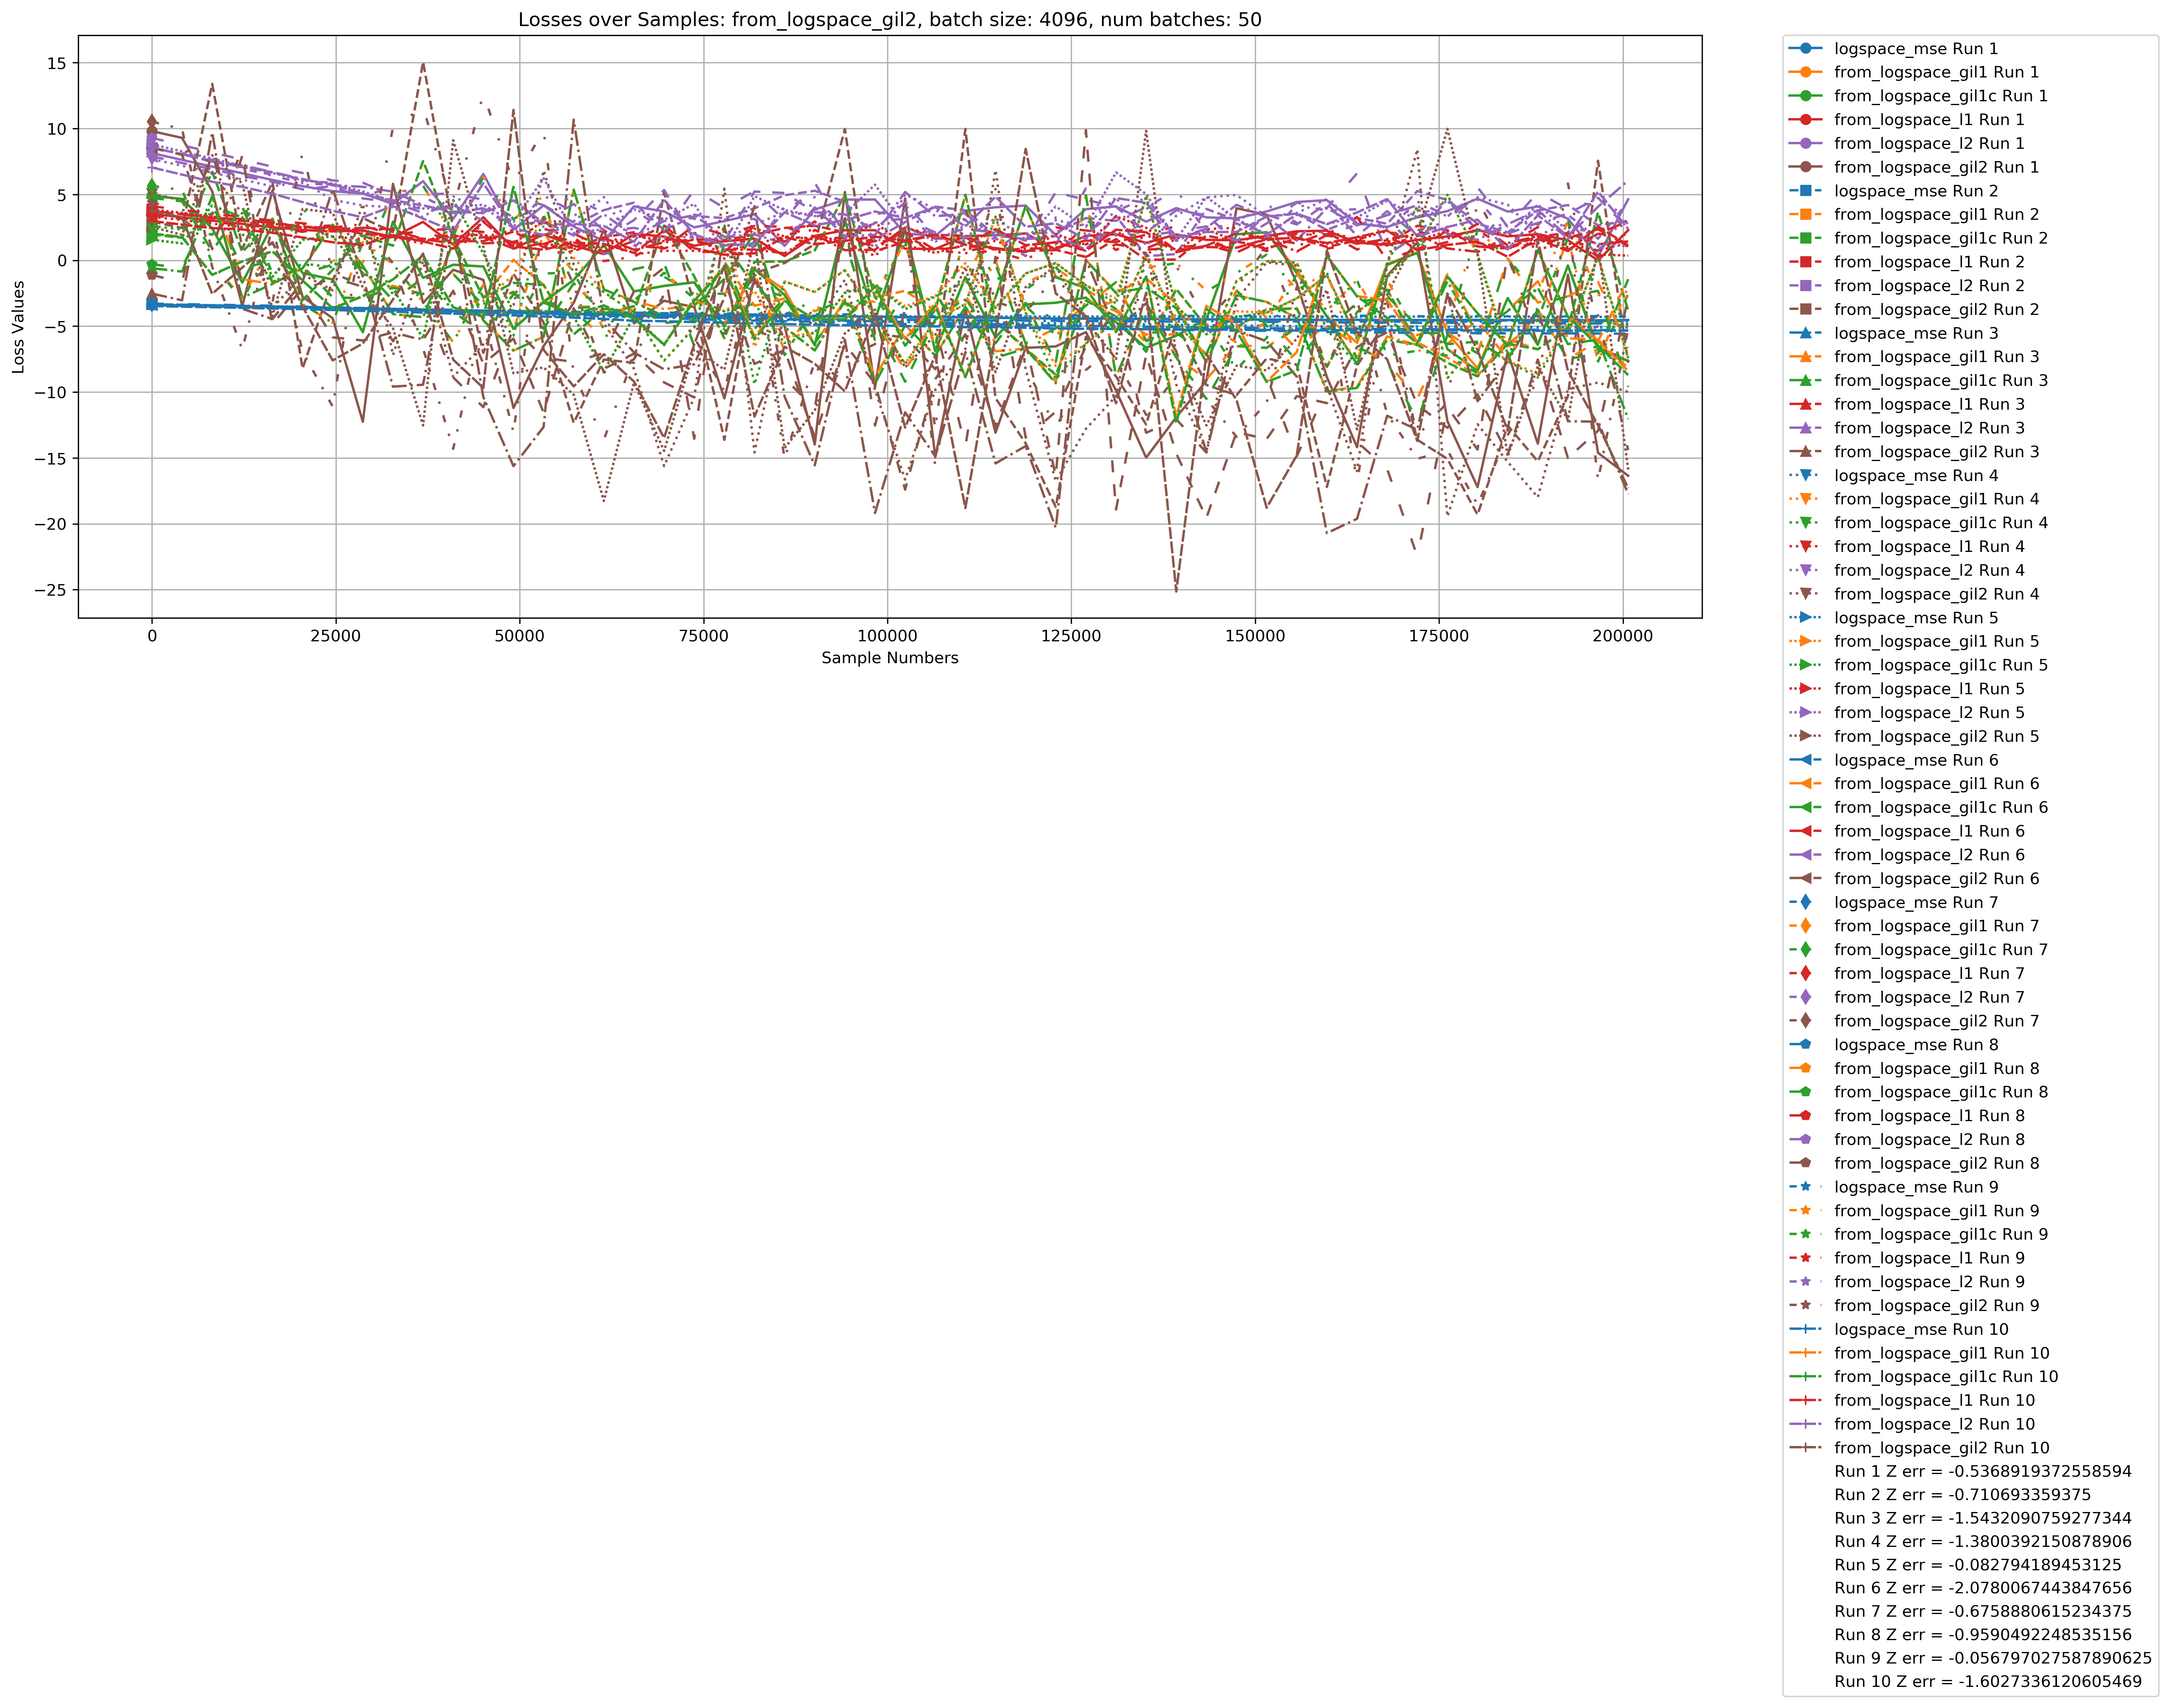 Losses over Samples: from_logspace_gil2, batch size: 4096, num batches: 50
15
10
5
0
−5
−10
−15
−20
−25
Loss Values
0 25000 50000 75000 100000 125000 150000 175000 200000
Sample Numbers
logspace_mse Run 1
from_logspace_gil1 Run 1
from_logspace_gil1c Run 1
from_logspace_l1 Run 1
from_logspace_l2 Run 1
from_logspace_gil2 Run 1
logspace_mse Run 2
from_logspace_gil1 Run 2
from_logspace_gil1c Run 2
from_logspace_l1 Run 2
from_logspace_l2 Run 2
from_logspace_gil2 Run 2
logspace_mse Run 3
from_logspace_gil1 Run 3
from_logspace_gil1c Run 3
from_logspace_l1 Run 3
from_logspace_l2 Run 3
from_logspace_gil2 Run 3
logspace_mse Run 4
from_logspace_gil1 Run 4
from_logspace_gil1c Run 4
from_logspace_l1 Run 4
from_logspace_l2 Run 4
from_logspace_gil2 Run 4
logspace_mse Run 5
from_logspace_gil1 Run 5
from_logspace_gil1c Run 5
from_logspace_l1 Run 5
from_logspace_l2 Run 5
from_logspace_gil2 Run 5
logspace_mse Run 6
from_logspace_gil1 Run 6
from_logspace_gil1c Run 6
from_logspace_l1 Run 6
from_logspace_l2 Run 6
from_logspace_gil2 Run 6
logspace_mse Run 7
from_logspace_gil1 Run 7
from_logspace_gil1c Run 7
from_logspace_l1 Run 7
from_logspace_l2 Run 7
from_logspace_gil2 Run 7
logspace_mse Run 8
from_logspace_gil1 Run 8
from_logspace_gil1c Run 8
from_logspace_l1 Run 8
from_logspace_l2 Run 8
from_logspace_gil2 Run 8
logspace_mse Run 9
from_logspace_gil1 Run 9
from_logspace_gil1c Run 9
from_logspace_l1 Run 9
from_logspace_l2 Run 9
from_logspace_gil2 Run 9
logspace_mse Run 10
from_logspace_gil1 Run 10
from_logspace_gil1c Run 10
from_logspace_l1 Run 10
from_logspace_l2 Run 10
from_logspace_gil2 Run 10
Run 1 Z err = -0.5368919372558594
Run 2 Z err = -0.710693359375
Run 3 Z err = -1.5432090759277344
Run 4 Z err = -1.3800392150878906
Run 5 Z err = -0.082794189453125
Run 6 Z err = -2.0780067443847656
Run 7 Z err = -0.6758880615234375
Run 8 Z err = -0.9590492248535156
Run 9 Z err = -0.056797027587890625
Run 10 Z err = -1.6027336120605469